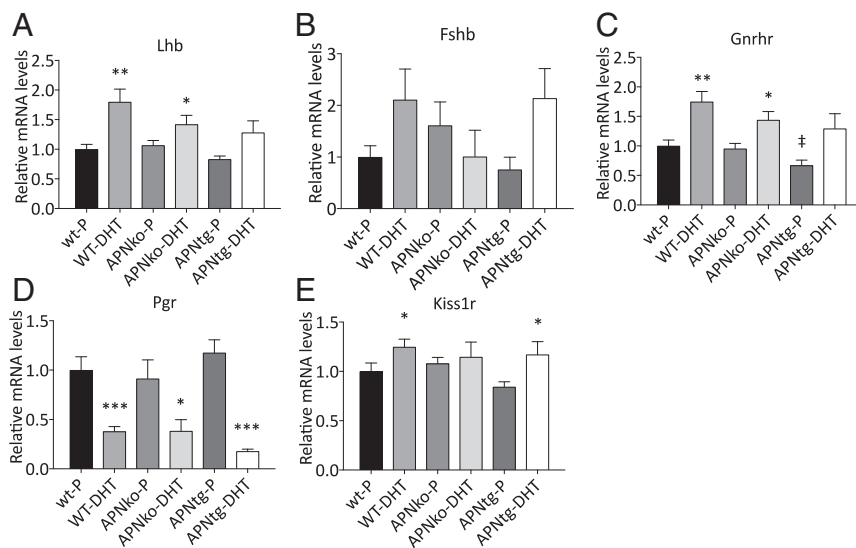 A
Lhb
Relative mRNA levels
2.5
2.0
1.5
1.0
0.5
0.0
**
*
wt-P
WT-DHT
APNko-P
APNko-DHT
APNtg-P
APNtg-DHT
B
Fshb
Relative mRNA levels
3
2
1
0
wt-P
WT-DHT
APNko-P
APNko-DHT
APNtg-P
APNtg-DHT
C
Gnrhr
Relative mRNA levels
2.5
2.0
1.5
1.0
0.5
0.0
**
*
‡
wt-P
WT-DHT
APNko-P
APNko-DHT
APNtg-P
APNtg-DHT
D
Pgr
Relative mRNA levels
1.5
1.0
0.5
0.0
***
*
***
wt-P
WT-DHT
APNko-P
APNko-DHT
APNtg-P
APNtg-DHT
E
Kiss1r
Relative mRNA levels
1.5
1.0
0.5
0.0
*
*
wt-P
WT-DHT
APNko-P
APNko-DHT
APNtg-P
APNtg-DHT